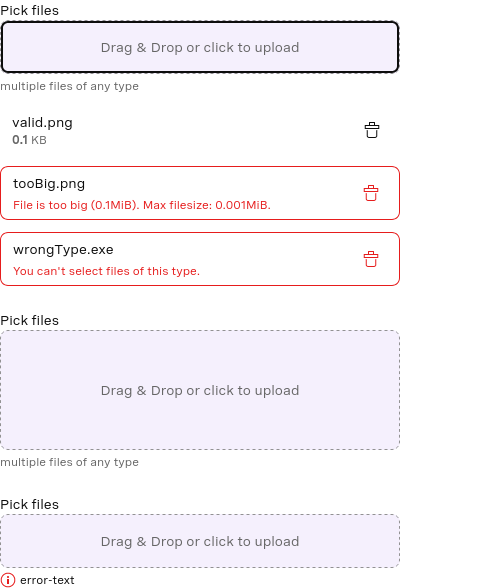 Pick files
Drag & Drop or click to upload
multiple files of any type
valid.png
0.1 KB
tooBig.png
File is too big (0.1MiB). Max filesize: 0.001MiB.
wrongType.exe
You can't select files of this type.
Pick files
Drag & Drop or click to upload
multiple files of any type
Pick files
Drag & Drop or click to upload
error-text